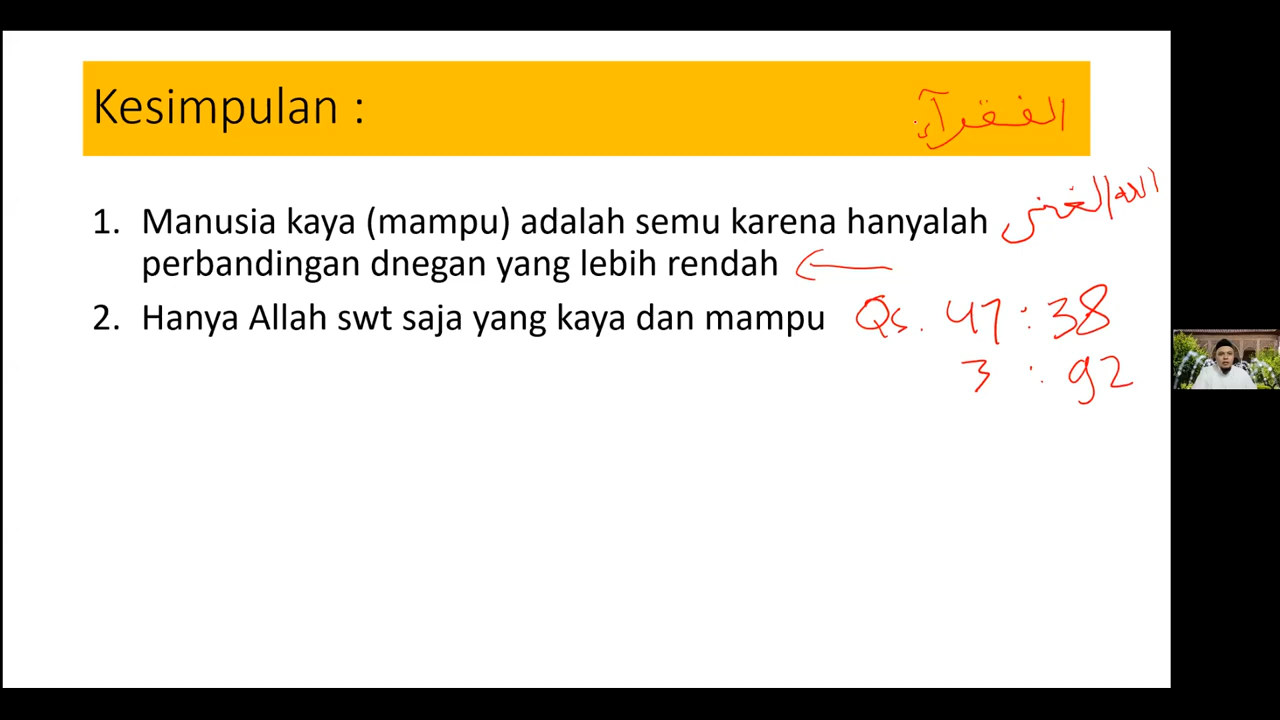 Kesimpulan :
الفقرآء
1. Manusia kaya (mampu) adalah semu karena hanyalah
الله الغني
perbandingan dnegan yang lebih rendah
2. Hanya Allah swt saja yang kaya dan mampu
Qs. 47 : 38
3 : 92